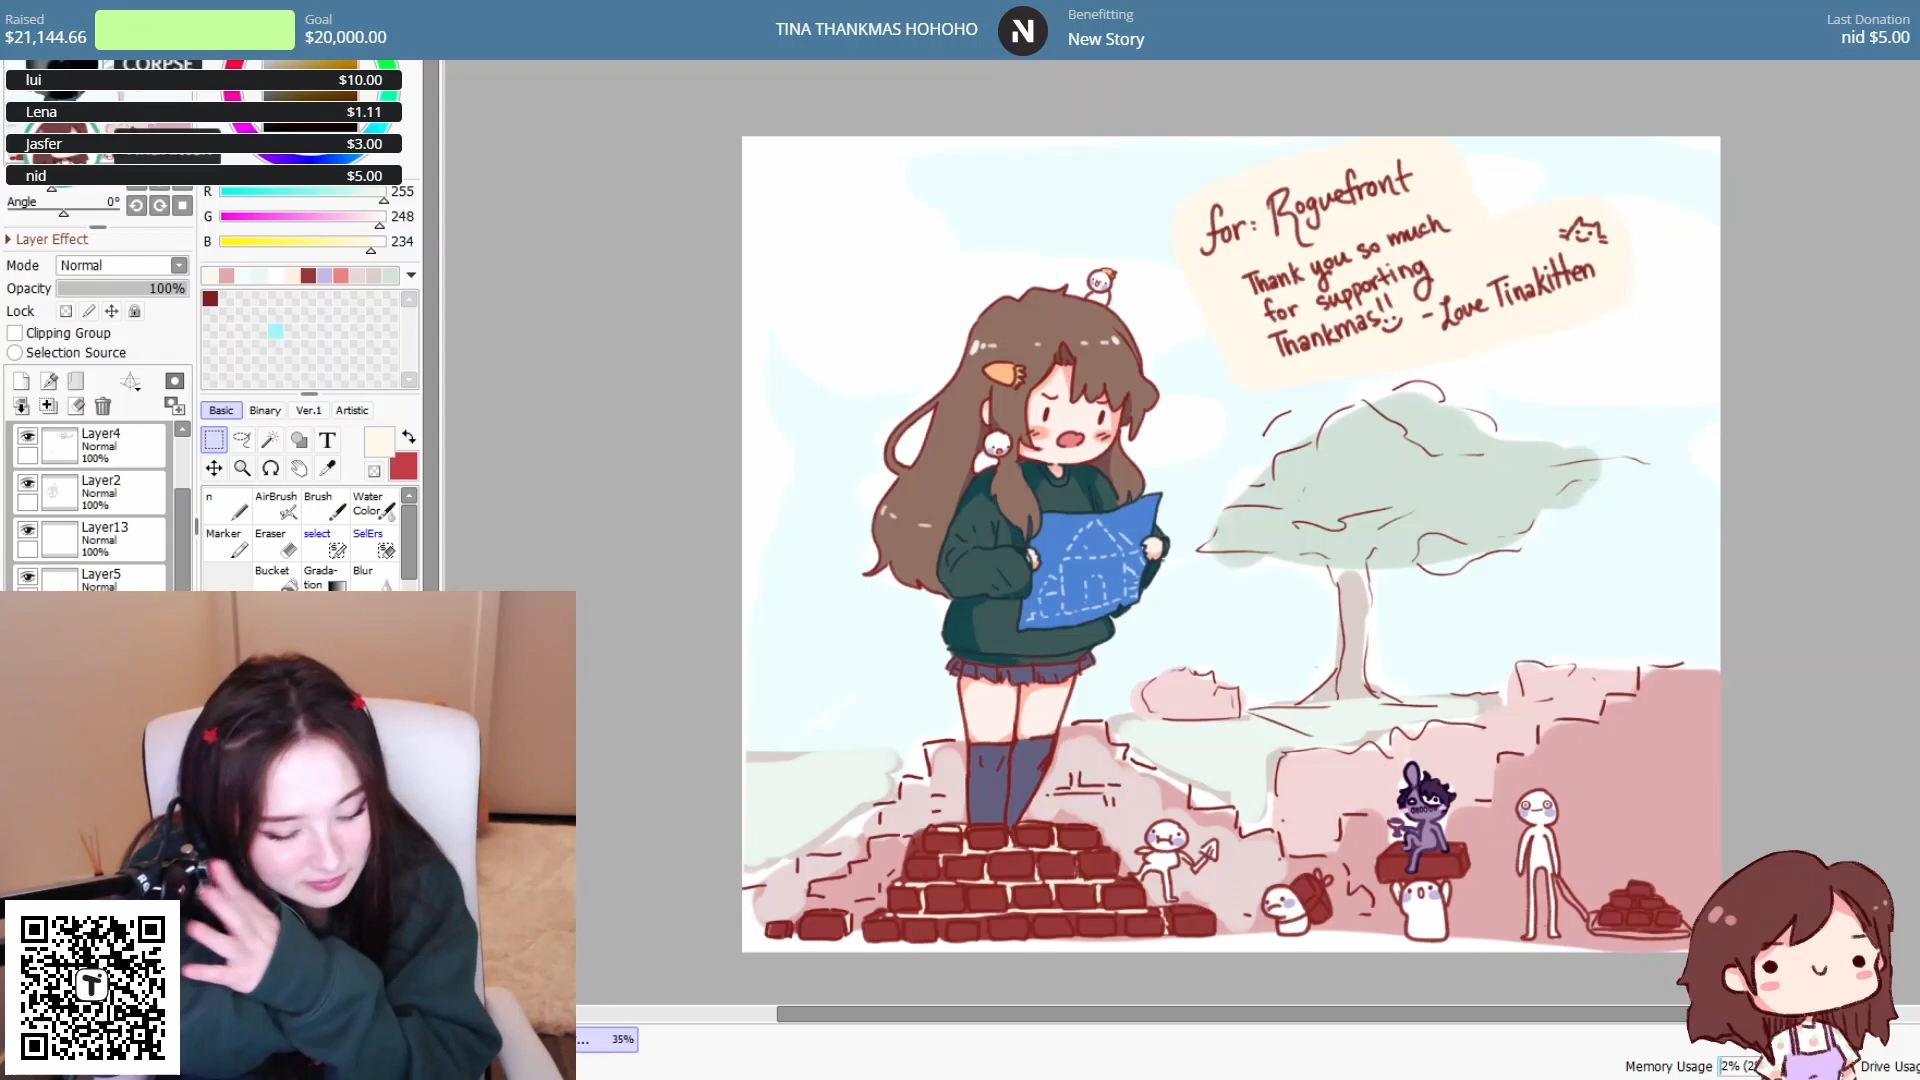 Raised
$21,144.66
Goal
$20,000.00
TINA THANKMAS HOHOHO
N
Benefitting
New Story
Last Donation
nid $5.00
CORPSE
lui $10.00
Lena $1.11
Jasfer $3.00
nid $5.00
R 255
G 248
B 234
Angle 0°
Layer Effect
Mode Normal
Opacity 100%
Lock
Clipping Group
Selection Source
Layer4
Normal
100%
Layer2
Normal
100%
Layer13
Normal
100%
Layer5
Basic Binary Ver.1 Artistic
T
n AirBrush Brush Water Color
Marker Eraser select SelErs
Bucket Grada-tion Blur
for: Roguefront
Thank you so much
for supporting
Thankmas!!
- Love Tinakitten
T
... 35%
Memory Usage 2%
Drive Usag